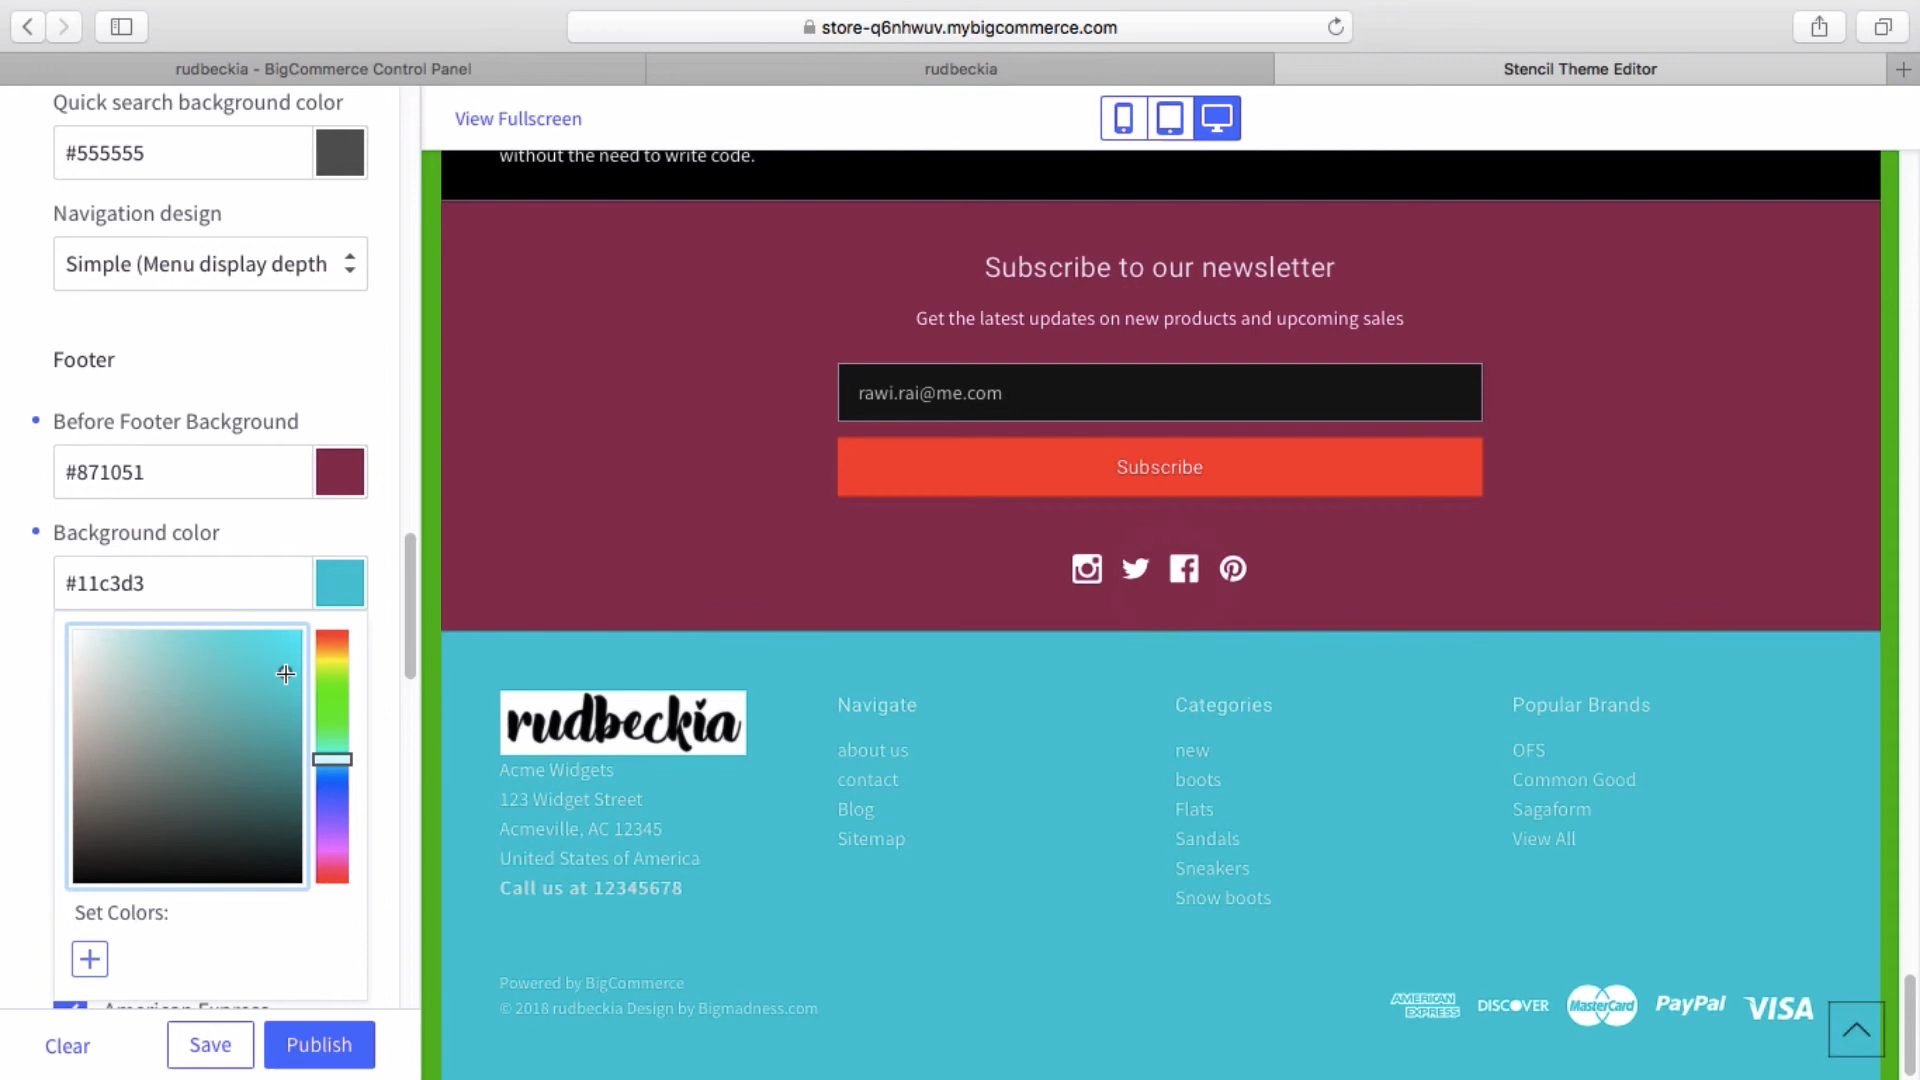 store-q6nhwuv.mybigcommerce.com
rudbeckia - BigCommerce Control Panel
rudbeckia
Stencil Theme Editor
Quick search background color
#555555
Navigation design
Simple (Menu display depth
Footer
Before Footer Background
#871051
Background color
#11c3d3
Set Colors:
American Express
Clear
Save
Publish
View Fullscreen
without the need to write code.
Subscribe to our newsletter
Get the latest updates on new products and upcoming sales
rawi.rai@me.com
Subscribe
rudbeckia
Acme Widgets
123 Widget Street
Acmeville, AC 12345
United States of America
Call us at 12345678
Navigate
about us
contact
Blog
Sitemap
Categories
new
boots
Flats
Sandals
Sneakers
Snow boots
Popular Brands
OFS
Common Good
Sagaform
View All
Powered by BigCommerce
© 2018 rudbeckia Design by Bigmadness.com
AMERICAN
EXPRESS
DISCOVER
MasterCard
PayPal
VISA